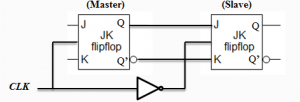 (Master) (Slave)
J Q J Q
JK JK
flipflop flipflop
K Q' K Q'
CLK